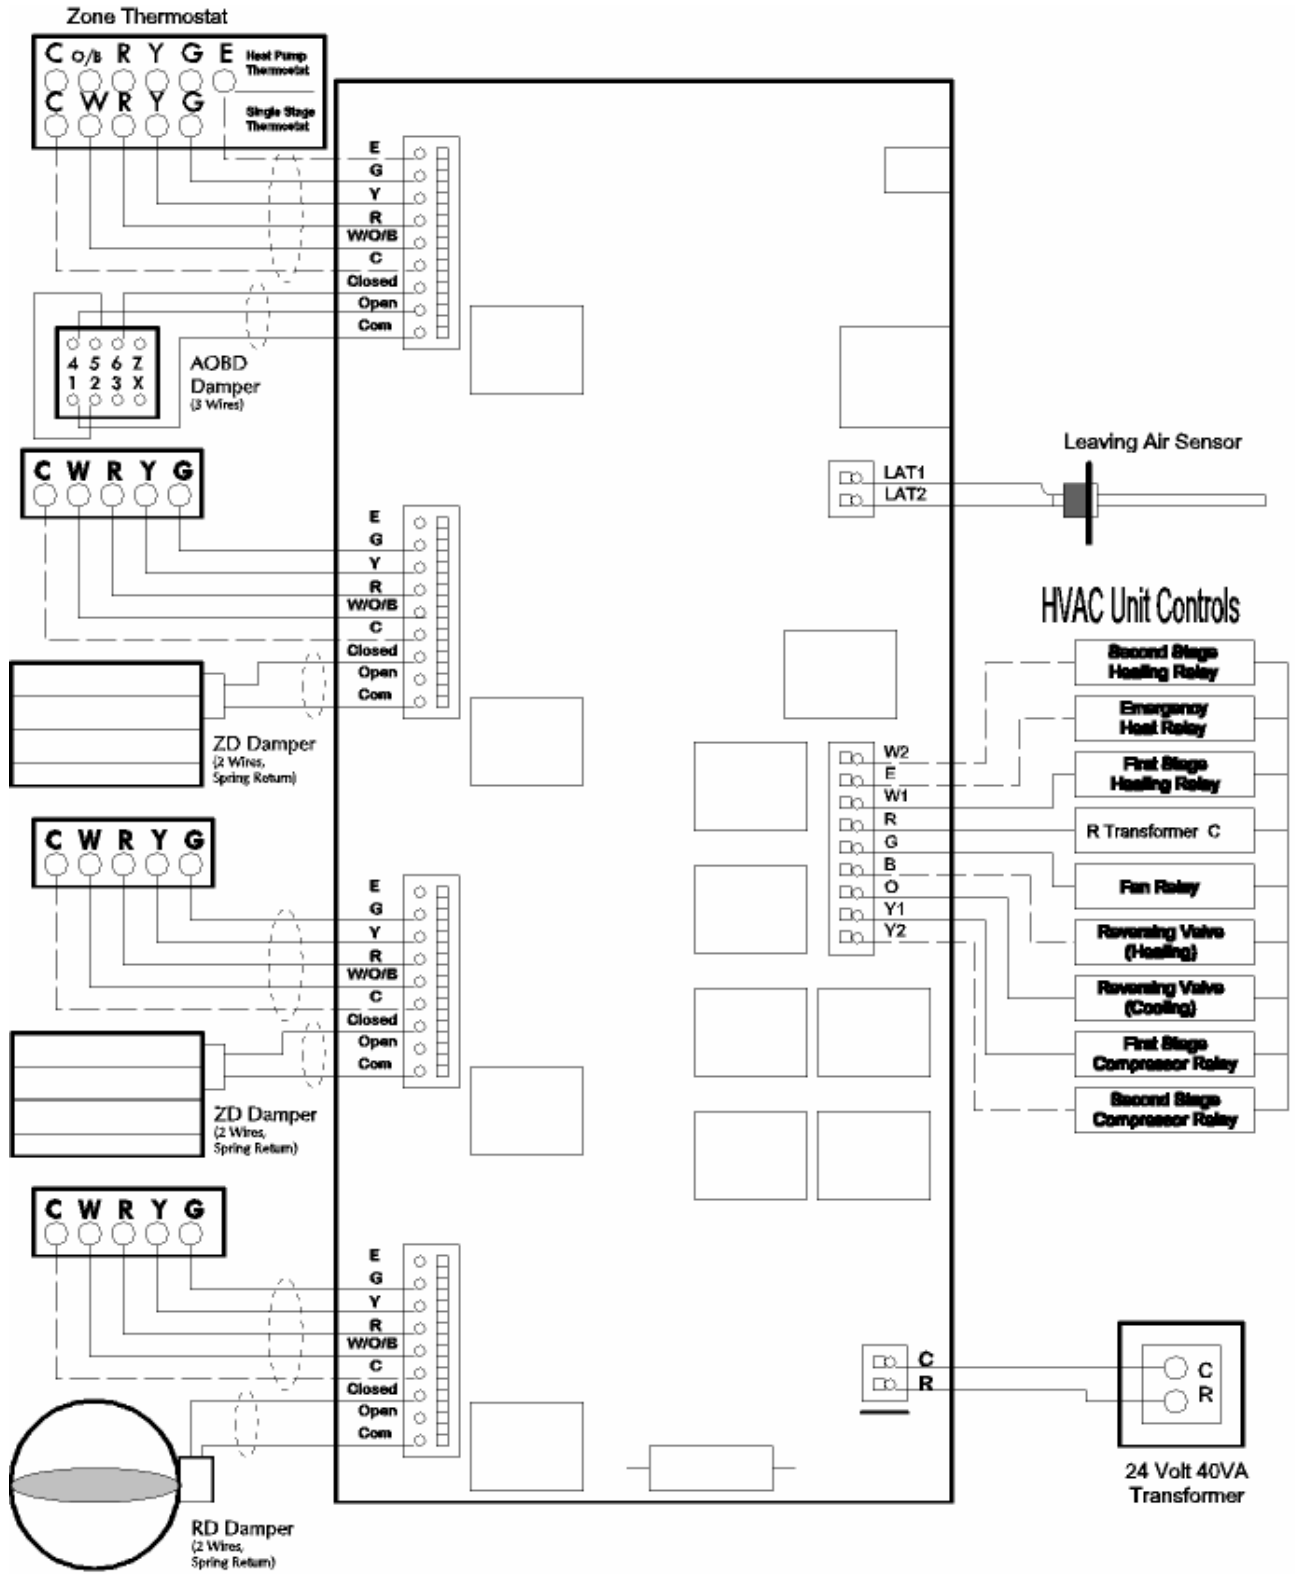 Zone Thermostat
C O/B R Y G E
Heat Pump
Thermostat
C W R Y G
Single Stage
Thermostat
E
G
Y
R
W/O/B
C
Closed
Open
Com
4 5 6 Z
1 2 3 X
AOBD
Damper
(3 Wires)
C W R Y G
E
G
Y
R
W/O/B
C
Closed
Open
Com
ZD Damper
(2 Wires,
Spring Return)
C W R Y G
E
G
Y
R
W/O/B
C
Closed
Open
Com
ZD Damper
(2 Wires,
Spring Return)
C W R Y G
E
G
Y
R
W/O/B
C
Closed
Open
Com
RD Damper
(2 Wires,
Spring Return)
Leaving Air Sensor
LAT1
LAT2
HVAC Unit Controls
W2
E
W1
R
G
B
O
Y1
Y2
Second Stage
Heating Relay
Emergency
Heat Relay
First Stage
Heating Relay
R Transformer C
Fan Relay
Reversing Valve
(Heating)
Reversing Valve
(Cooling)
First Stage
Compressor Relay
Second Stage
Compressor Relay
C
R
C
R
24 Volt 40VA
Transformer